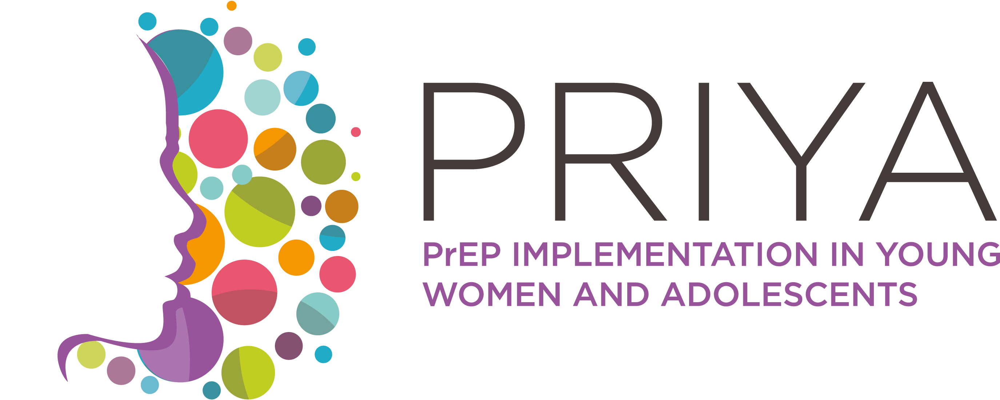 PRIYA
PrEP IMPLEMENTATION IN YOUNG
WOMEN AND ADOLESCENTS